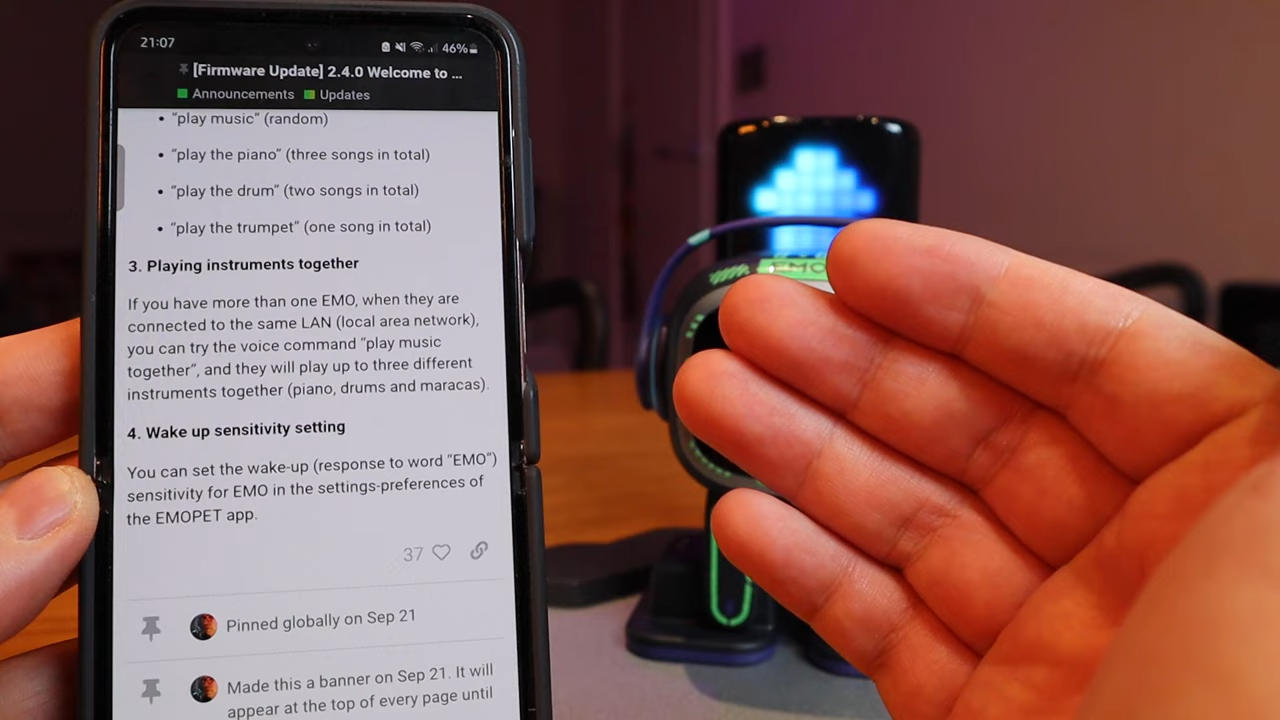 21:07 46%
[Firmware Update] 2.4.0 Welcome to ...
Announcements Updates
• "play music" (random)
• "play the piano" (three songs in total)
• "play the drum" (two songs in total)
• "play the trumpet" (one song in total)
3. Playing instruments together
If you have more than one EMO, when they are
connected to the same LAN (local area network),
you can try the voice command "play music
together", and they will play up to three different
instruments together (piano, drums and maracas).
4. Wake up sensitivity setting
You can set the wake-up (response to word "EMO")
sensitivity for EMO in the settings-preferences of
the EMOPET app.
37
Pinned globally on Sep 21
Made this a banner on Sep 21. It will
appear at the top of every page until
EMO